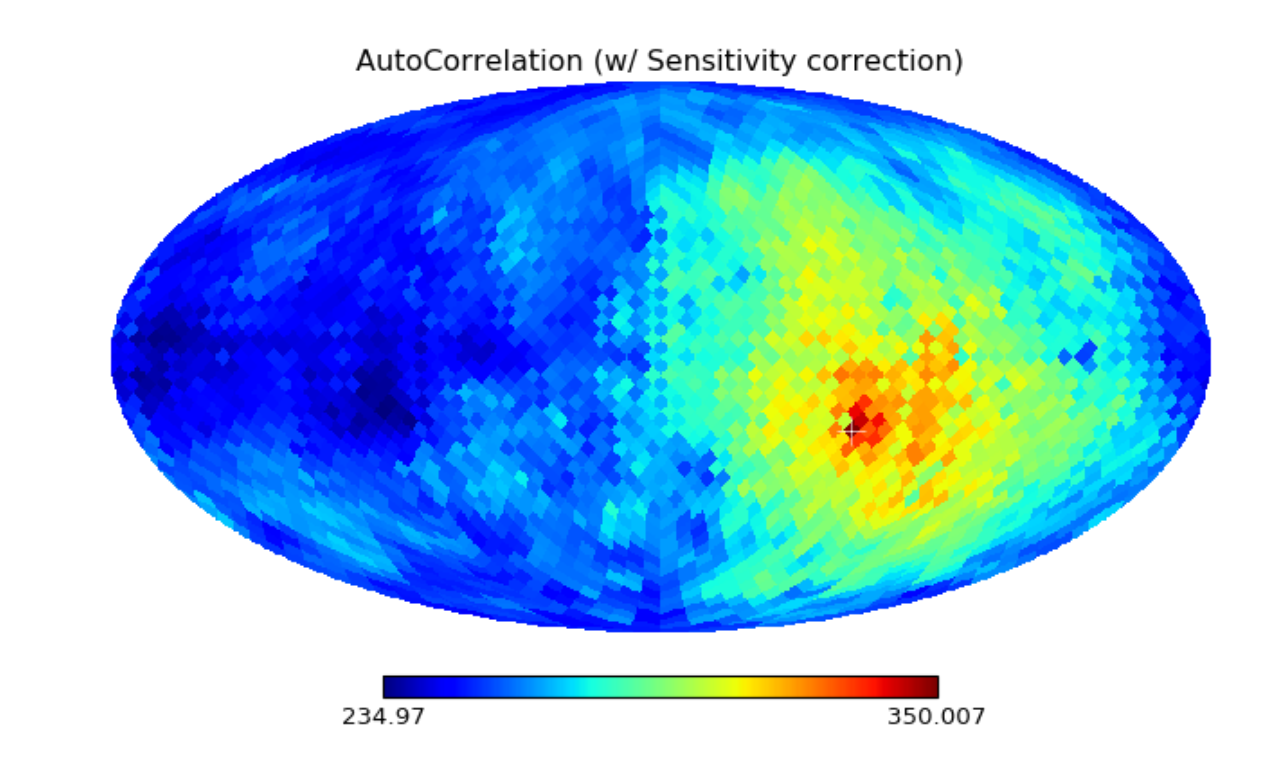 AutoCorrelation (w/ Sensitivity correction)
234.97 350.007